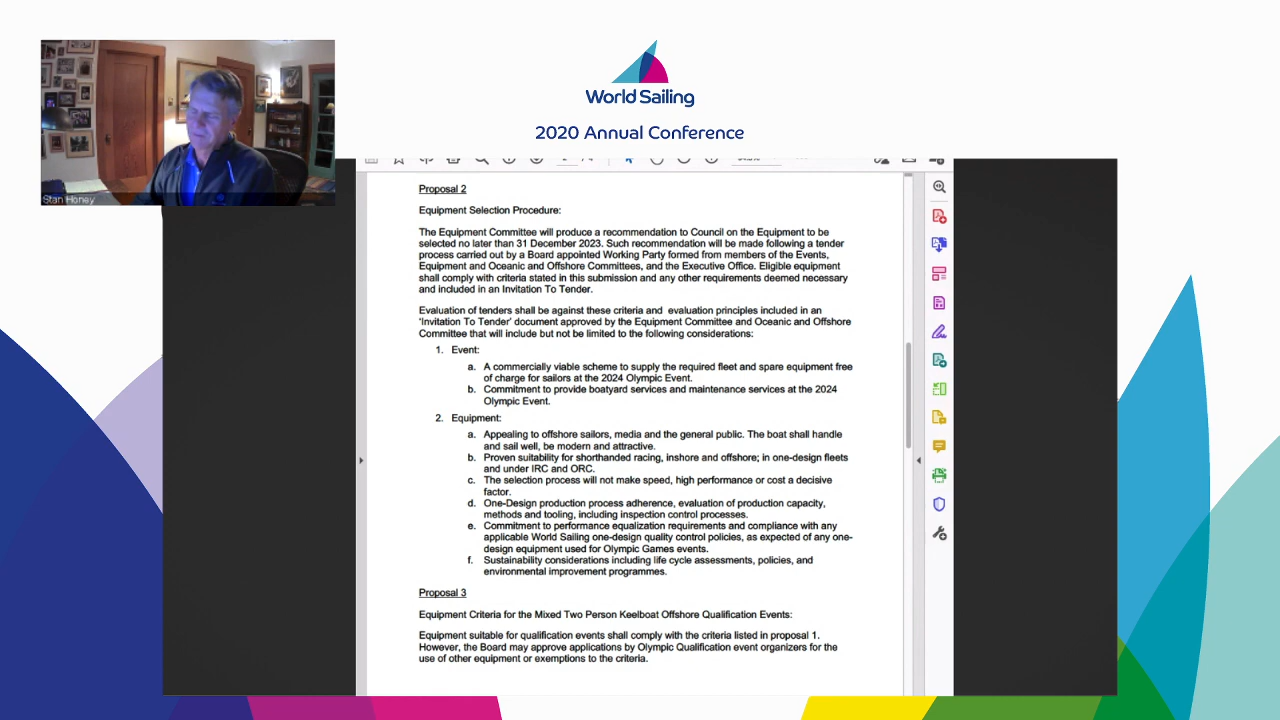 World Sailing
2020 Annual Conference
Stan Honey
Proposal 2
Equipment Selection Procedure:
The Equipment Committee will produce a recommendation to Council on the Equipment to be
selected no later than 31 December 2023. Such recommendation will be made following a tender
process carried out by a Board appointed Working Party formed from members of the Events,
Equipment and Oceanic and Offshore Committees, and the Executive Office. Eligible equipment
shall comply with criteria stated in this submission and any other requirements deemed necessary
and included in an Invitation To Tender.
Evaluation of tenders shall be against these criteria and evaluation principles included in an
'Invitation To Tender' document approved by the Equipment Committee and Oceanic and Offshore
Committee that will include but not be limited to the following considerations:
1. Event:
a. A commercially viable scheme to supply the required fleet and spare equipment free
of charge for sailors at the 2024 Olympic Event.
b. Commitment to provide boatyard services and maintenance services at the 2024
Olympic Event.
2. Equipment:
a. Appealing to offshore sailors, media and the general public. The boat shall handle
and sail well, be modern and attractive.
b. Proven suitability for shorthanded racing, inshore and offshore; in one-design fleets
and under IRC and ORC.
c. The selection process will not make speed, high performance or cost a decisive
factor.
d. One-Design production process adherence, evaluation of production capacity,
methods and tooling, including inspection control processes.
e. Commitment to performance equalization requirements and compliance with any
applicable World Sailing one-design quality control policies, as expected of any one-
design equipment used for Olympic Games events.
f. Sustainability considerations including life cycle assessments, policies, and
environmental improvement programmes.
Proposal 3
Equipment Criteria for the Mixed Two Person Keelboat Offshore Qualification Events:
Equipment suitable for qualification events shall comply with the criteria listed in proposal 1.
However, the Board may approve applications by Olympic Qualification event organizers for the
use of other equipment or exemptions to the criteria.